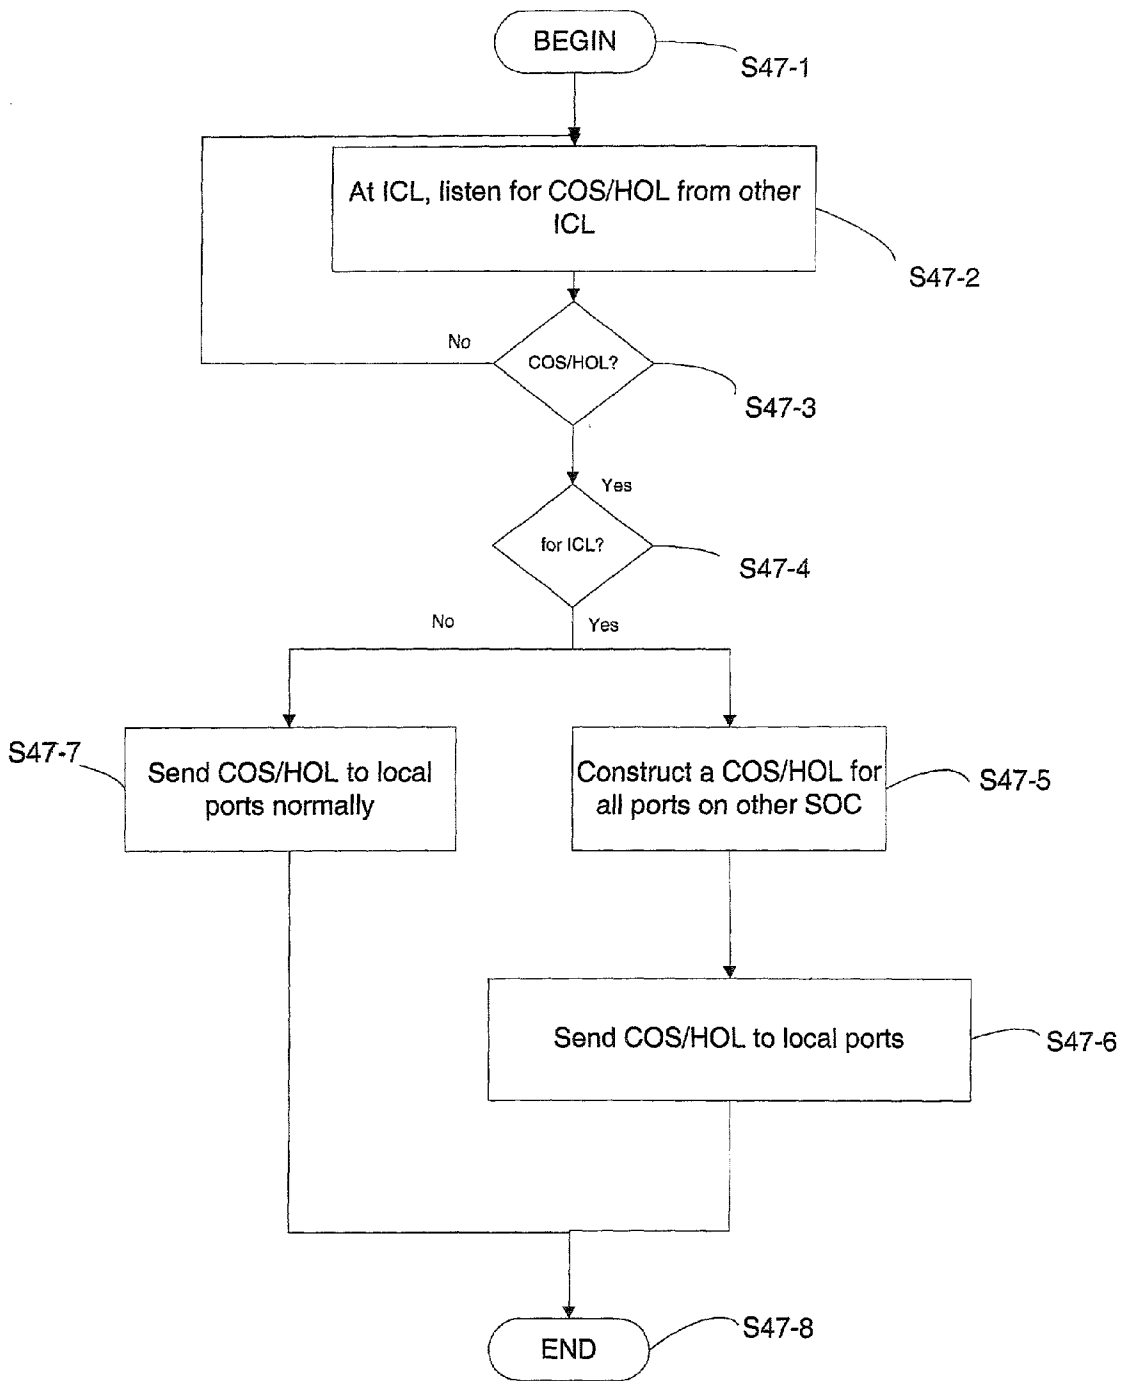 BEGIN
S47-1
At ICL, listen for COS/HOL from other
ICL
S47-2
No
COS/HOL?
S47-3
Yes
for ICL?
S47-4
No
Yes
S47-7
Send COS/HOL to local
ports normally
Construct a COS/HOL for
all ports on other SOC
S47-5
Send COS/HOL to local ports
S47-6
END
S47-8